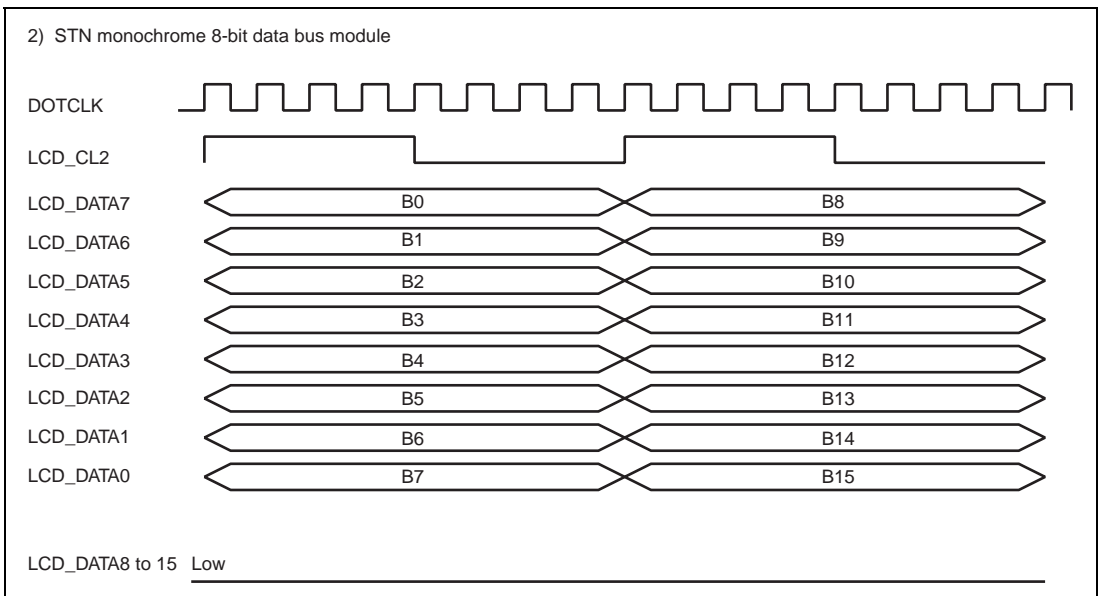 2) STN monochrome 8-bit data bus module
DOTCLK
LCD_CL2
LCD_DATA7 B0 B8
LCD_DATA6 B1 B9
LCD_DATA5 B2 B10
LCD_DATA4 B3 B11
LCD_DATA3 B4 B12
LCD_DATA2 B5 B13
LCD_DATA1 B6 B14
LCD_DATA0 B7 B15
LCD_DATA8 to 15 Low